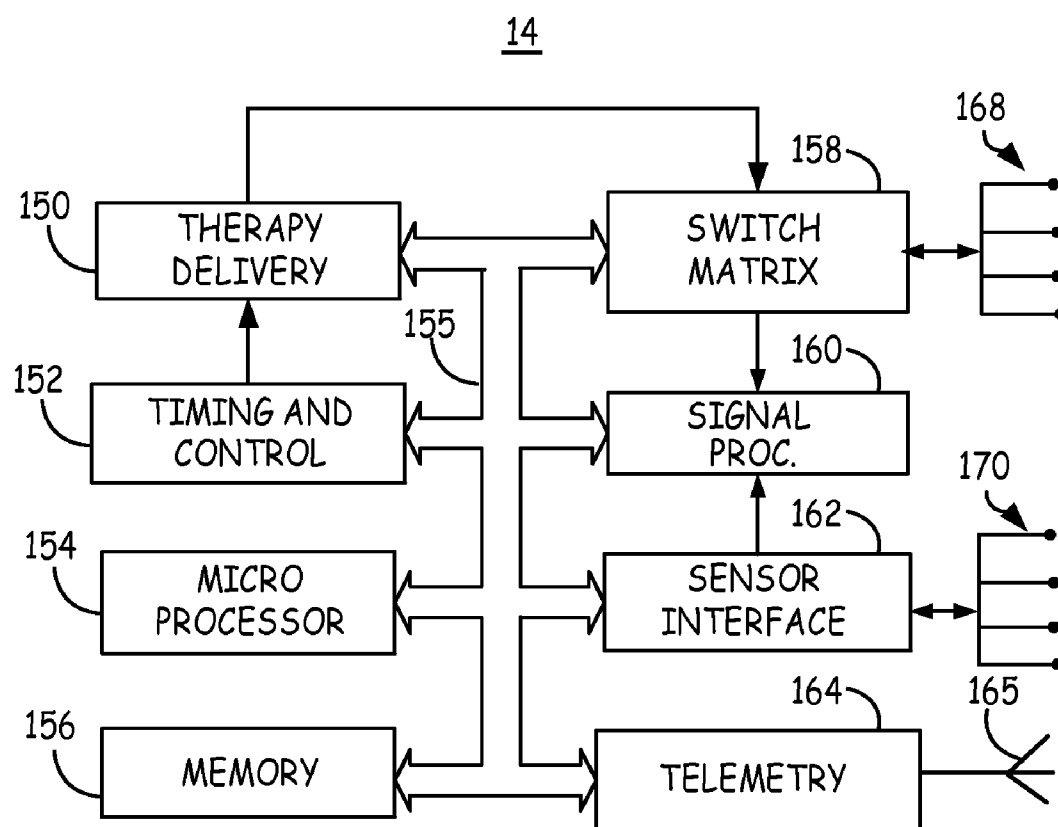 14
168
158
150
THERAPY
DELIVERY
SWITCH
MATRIX
155
160
152
TIMING AND
CONTROL
SIGNAL
PROC.
170
162
154
MICRO
PROCESSOR
SENSOR
INTERFACE
164
165
156
MEMORY
TELEMETRY